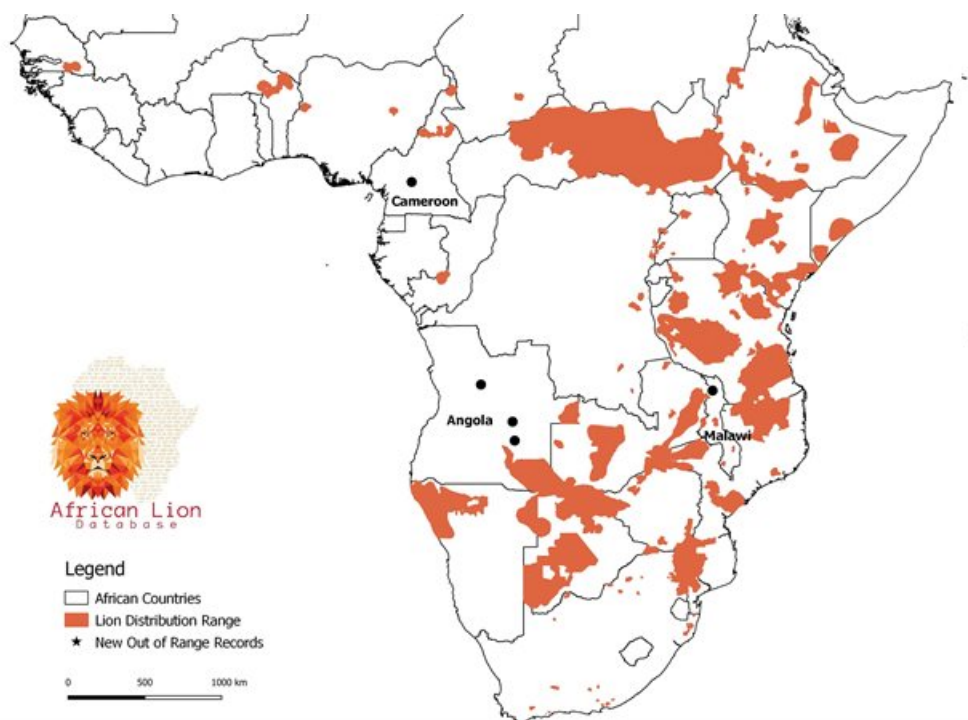 Cameroon
Angola
Malawi
African Lion
Database
Legend
African Countries
Lion Distribution Range
New Out of Range Records
0 500 1000 km